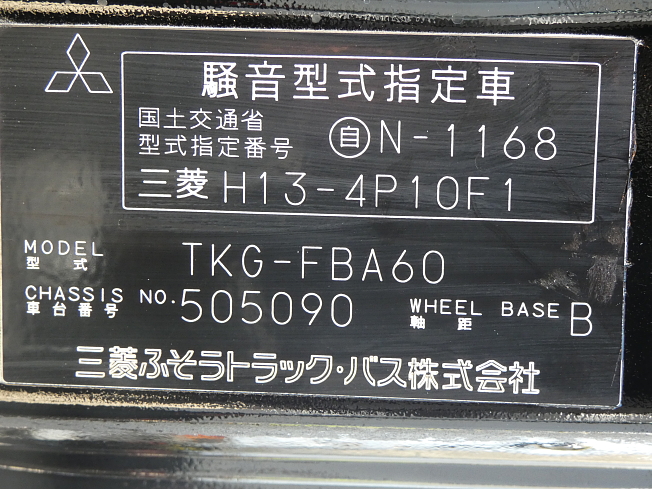 騒音型式指定車
国土交通省
型式指定番号 自N-1168
三菱 H13-4P10F1
MODEL
型式 TKG-FBA60
CHASSIS NO.
車台番号 505090 WHEEL BASE
軸距 B
三菱ふそうトラック・バス株式会社